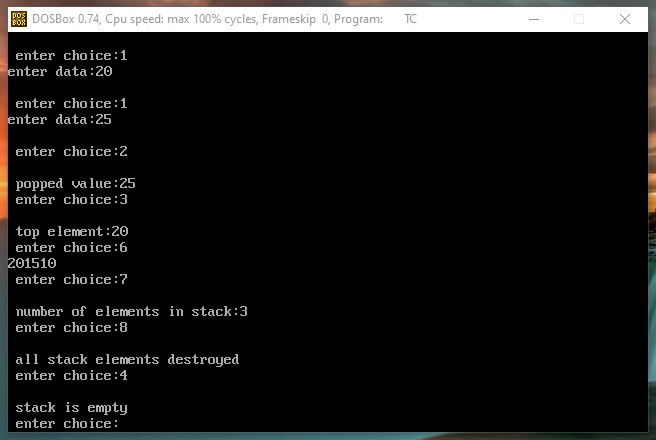 DOS BOX DOSBox 0.74, Cpu speed: max 100% cycles, Frameskip 0, Program: TC
enter choice:1
enter data:20
enter choice:1
enter data:25
enter choice:2
popped value:25
enter choice:3
top element:20
enter choice:6
201510
enter choice:7
number of elements in stack:3
enter choice:8
all stack elements destroyed
enter choice:4
stack is empty
enter choice: